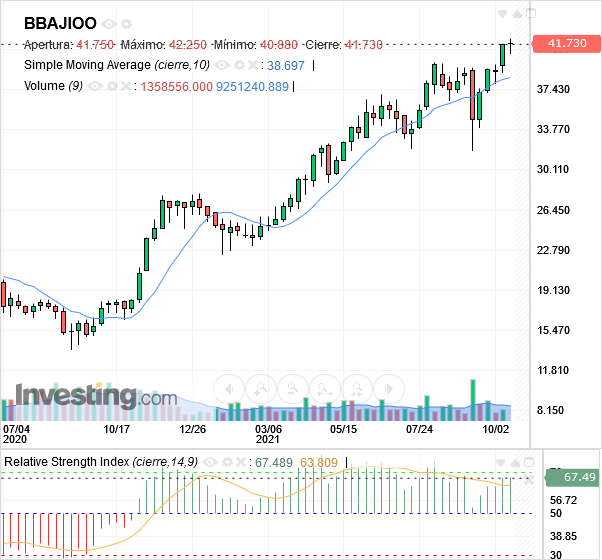 BBAJIOO
Apertura: 41.750 Máximo: 42.250 Mínimo: 40.880 Cierre: 41.730
41.730
Simple Moving Average (cierre,10) : 38.697
Volume (9) : 1358556.000 9251240.889
37.430
33.770
30.110
26.450
22.790
19.130
15.470
11.810
Investing.com
8.150
07/04 10/17 12/26 03/06 05/15 07/24 10/02
2020 2021
Relative Strength Index (cierre,14,9) : 67.489 63.809
67.49
56.72
50
38.85
30